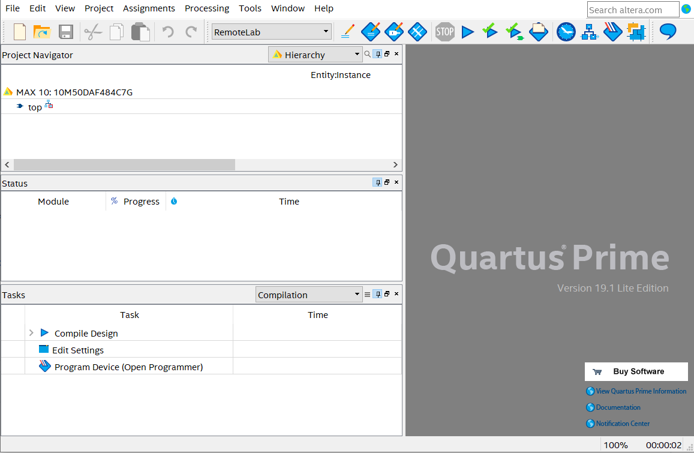 File Edit View Project Assignments Processing Tools Window Help
Search altera.com
RemoteLab
STOP
Project Navigator
Hierarchy
Entity:Instance
MAX 10: 10M50DAF484C7G
top
Status
Module % Progress Time
Tasks
Compilation
Task Time
Compile Design
Edit Settings
Program Device (Open Programmer)
Quartus® Prime
Version 19.1 Lite Edition
Buy Software
View Quartus Prime Information
Documentation
Notification Center
100% 00:00:02